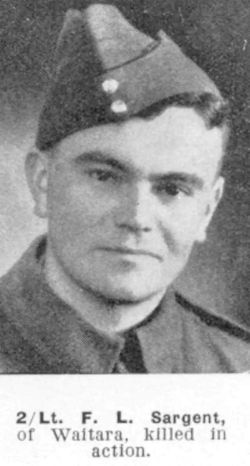 2/Lt. F. L. Sargent,
of Waitara, killed in
action.